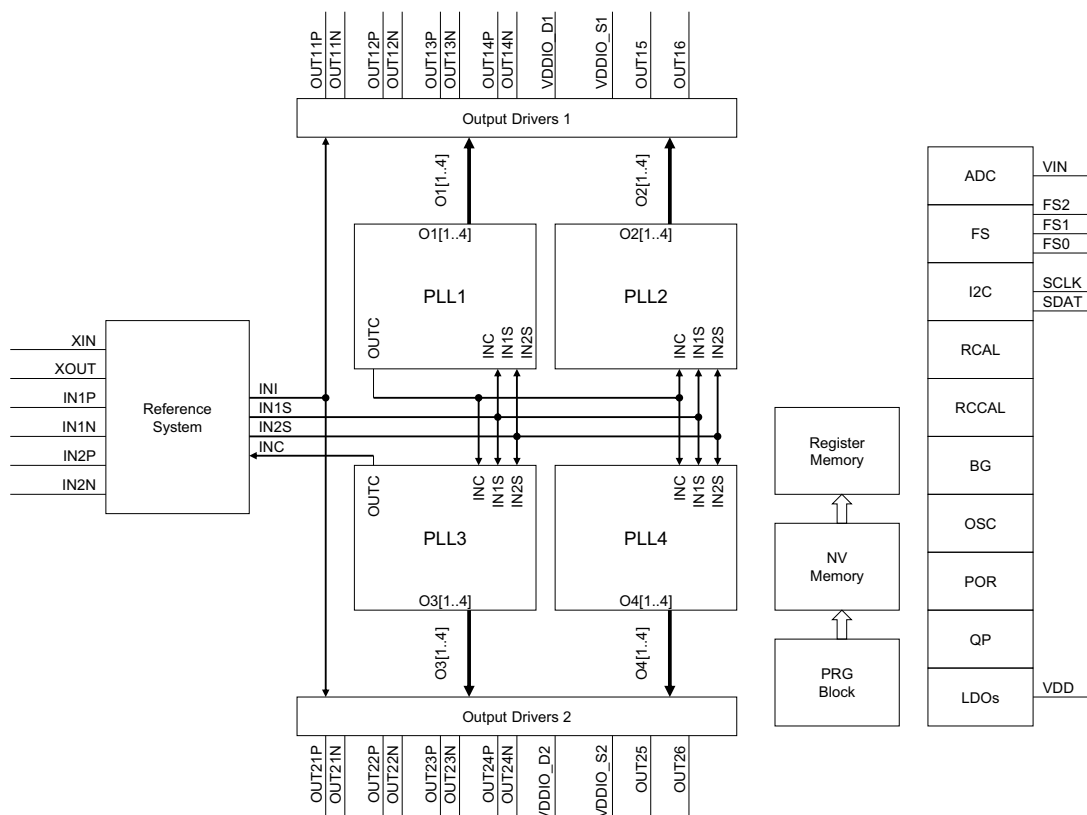 OUT11P
OUT11N
OUT12P
OUT12N
OUT13P
OUT13N
OUT14P
OUT14N
VDDIO_D1
VDDIO_S1
OUT15
OUT16
Output Drivers 1
O1[1..4]
O2[1..4]
O1[1..4]
O2[1..4]
PLL1
PLL2
OUTC
INC
IN1S
IN2S
INC
IN1S
IN2S
XIN
XOUT
IN1P
IN1N
IN2P
IN2N
Reference
System
INI
IN1S
IN2S
INC
OUTC
INC
IN1S
IN2S
INC
IN1S
IN2S
PLL3
PLL4
O3[1..4]
O4[1..4]
O3[1..4]
O4[1..4]
Output Drivers 2
OUT21P
OUT21N
OUT22P
OUT22N
OUT23P
OUT23N
OUT24P
OUT24N
VDDIO_D2
VDDIO_S2
OUT25
OUT26
Register
Memory
NV
Memory
PRG
Block
ADC
VIN
FS
FS2
FS1
FS0
I2C
SCLK
SDAT
RCAL
RCCAL
BG
OSC
POR
QP
LDOs
VDD